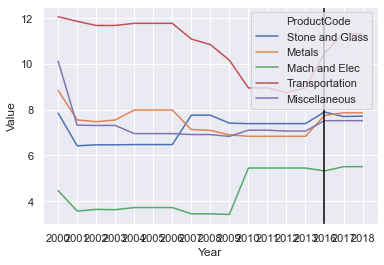 12
10
8
6
4
Value
ProductCode
Stone and Glass
Metals
Mach and Elec
Transportation
Miscellaneous
2000 2001 2002 2003 2004 2005 2006 2007 2008 2009 2010 2011 2012 2013 2014 2016 2017 2018
Year